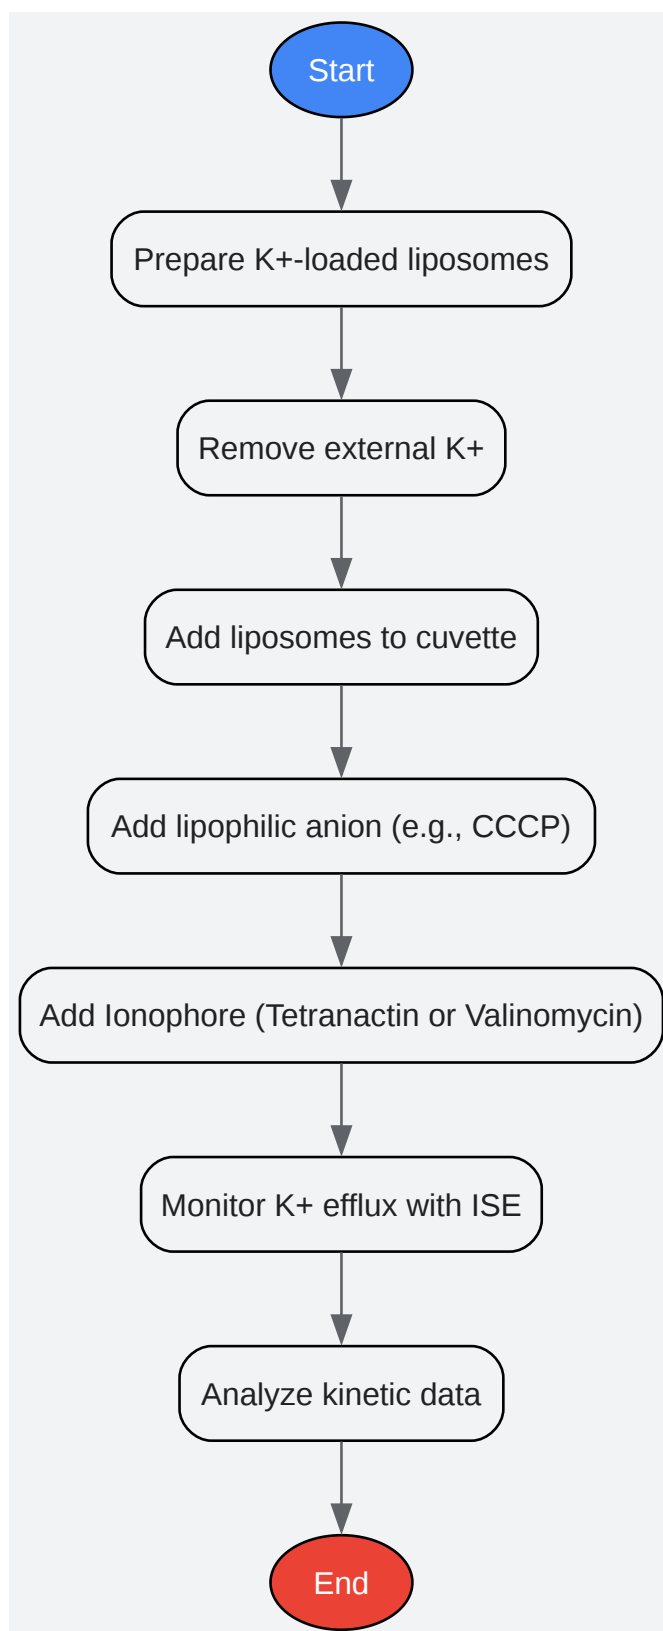 Start
Prepare K+-loaded liposomes
Remove external K+
Add liposomes to cuvette
Add lipophilic anion (e.g., CCCP)
Add Ionophore (Tetranactin or Valinomycin)
Monitor K+ efflux with ISE
Analyze kinetic data
End